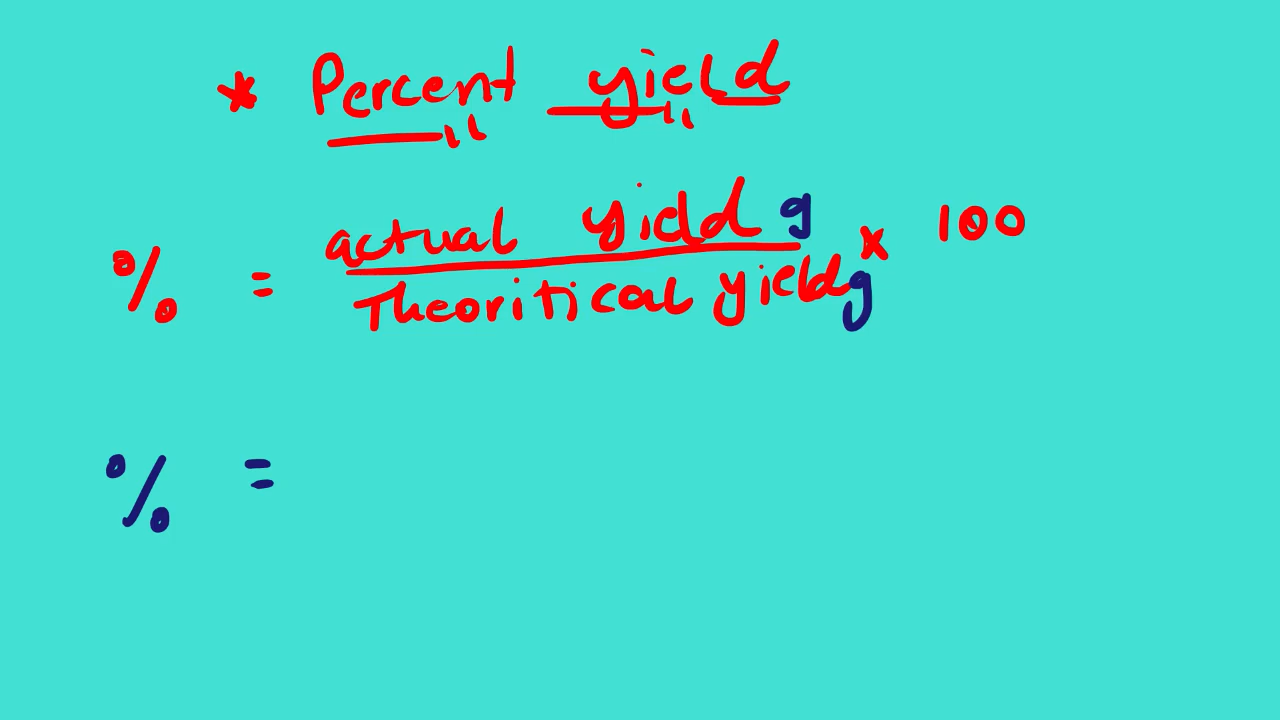 * Percent yield
% = actual yield g / Theoritical yield g × 100
% =